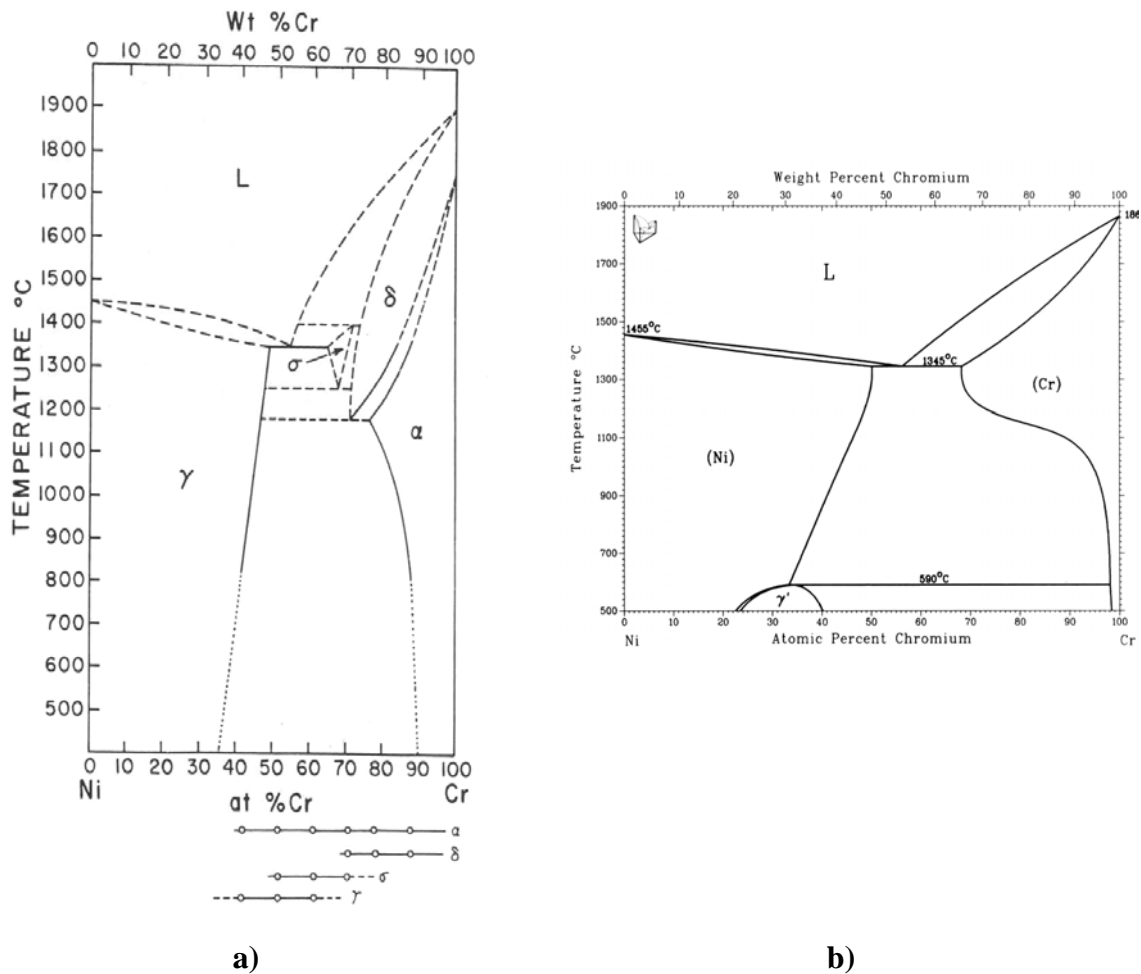 Wt %Cr
0 10 20 30 40 50 60 70 80 90 100
1900
1800
1700
1600
1500
1400
1300
1200
1100
1000
900
800
700
600
500
TEMPERATURE °C
L
δ
σ
α
γ
0 10 20 30 40 50 60 70 80 90 100
Ni Cr
at %Cr
α
δ
σ
γ
a)
Weight Percent Chromium
0 10 20 30 40 50 60 70 80 90 100
1900
1700
1500
1300
1100
900
700
500
Temperature °C
186
L
1455°C
1345°C
(Cr)
(Ni)
590°C
γ'
0 10 20 30 40 50 60 70 80 90 100
Ni Atomic Percent Chromium Cr
b)